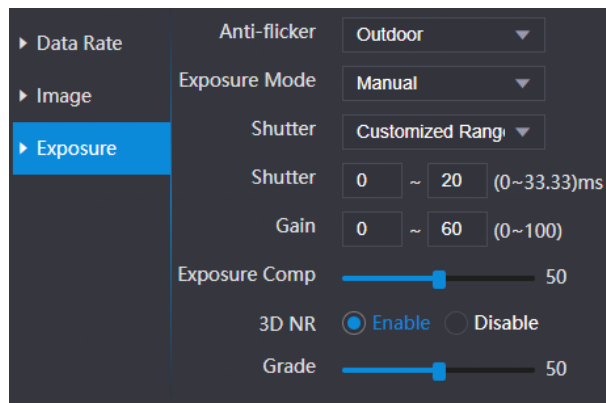 Data Rate
Image
Exposure
Anti-flicker Outdoor
Exposure Mode Manual
Shutter Customized Rang
Shutter 0 ~ 20 (0~33.33)ms
Gain 0 ~ 60 (0~100)
Exposure Comp 50
3D NR Enable Disable
Grade 50